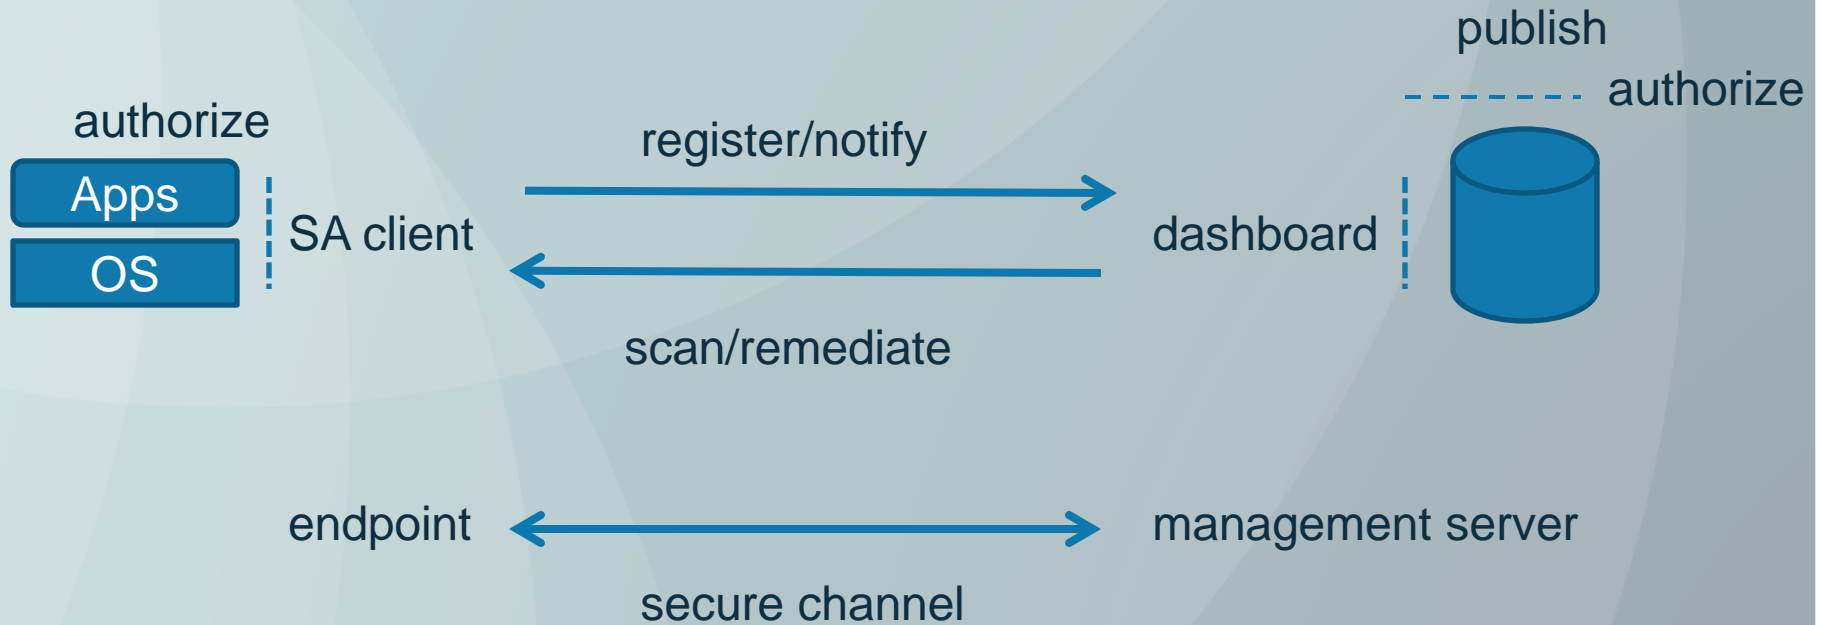 publish
authorize
authorize
register/notify
Apps
SA client
dashboard
OS
scan/remediate
endpoint
management server
secure channel